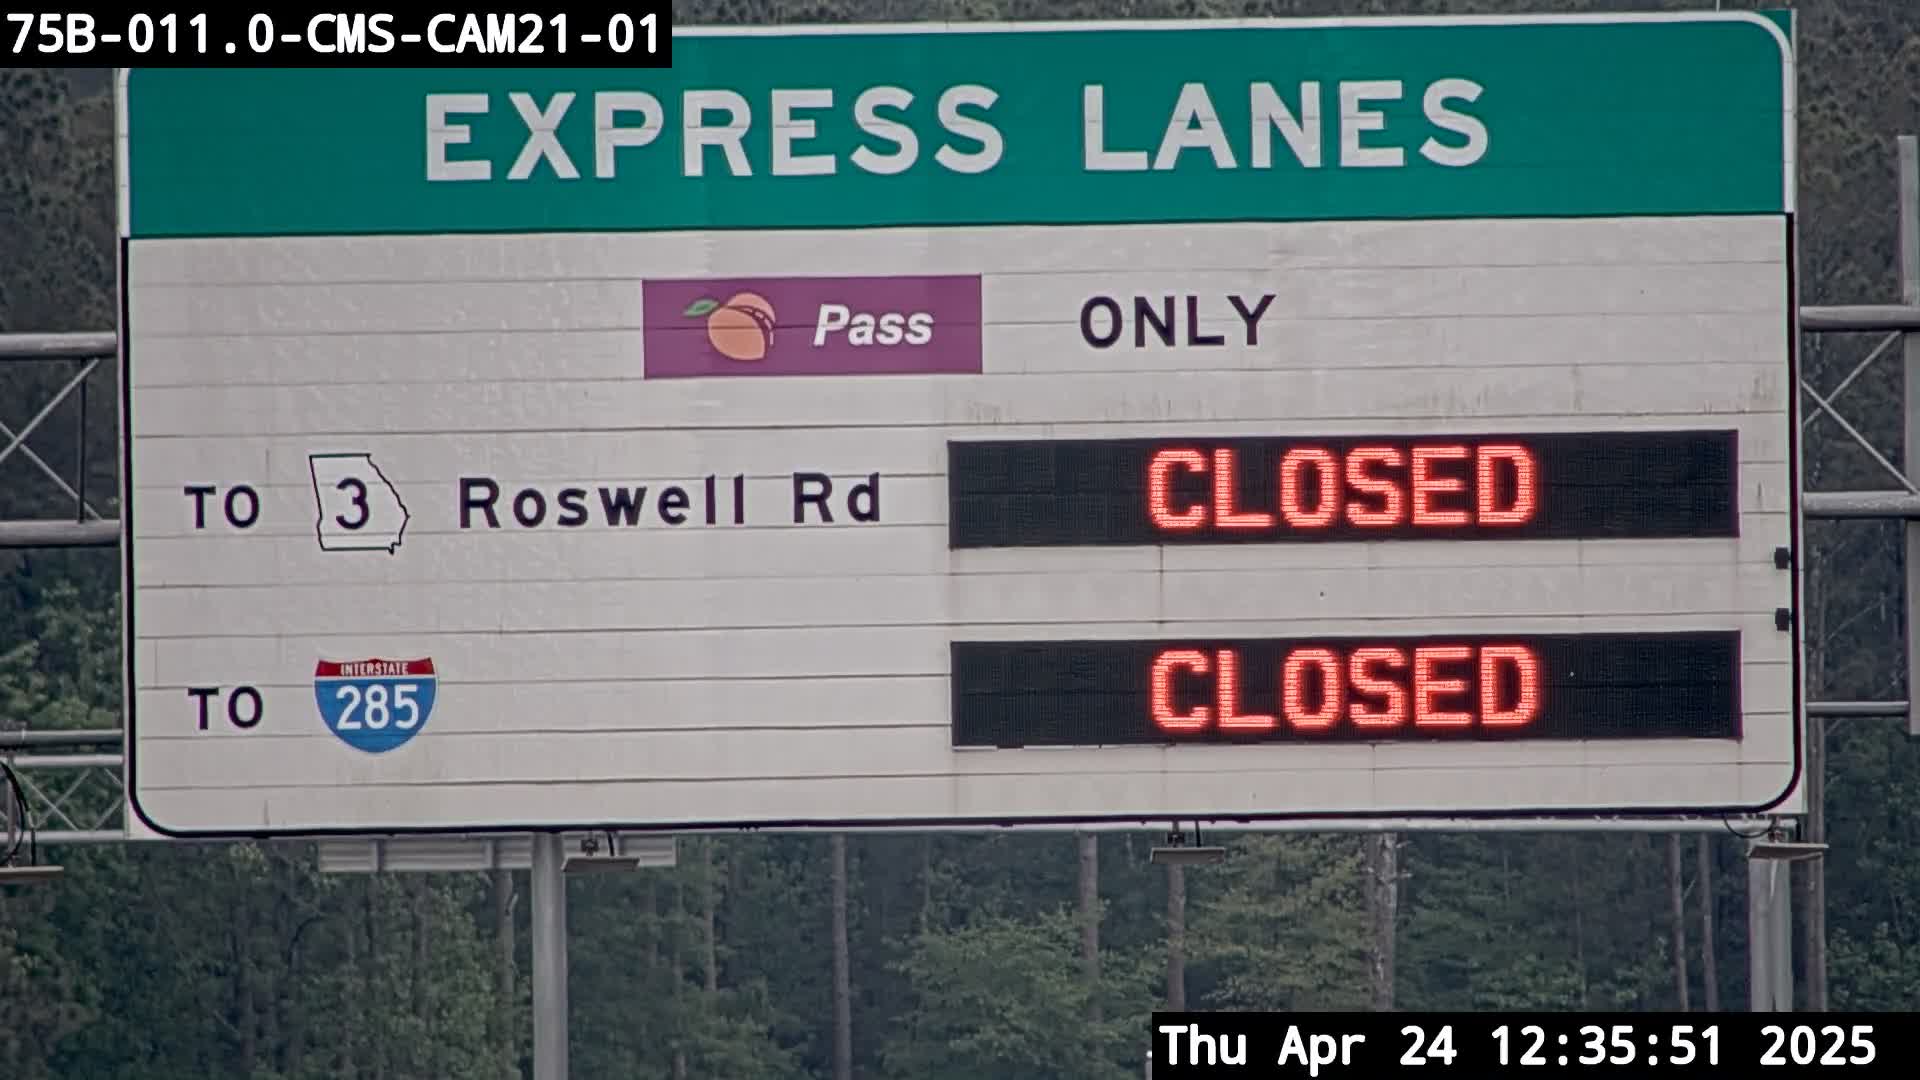 75B-011.0-CMS-CAM21-01
EXPRESS LANES
Pass ONLY
TO 3 Roswell Rd CLOSED
TO INTERSTATE 285 CLOSED
Thu Apr 24 12:35:51 2025